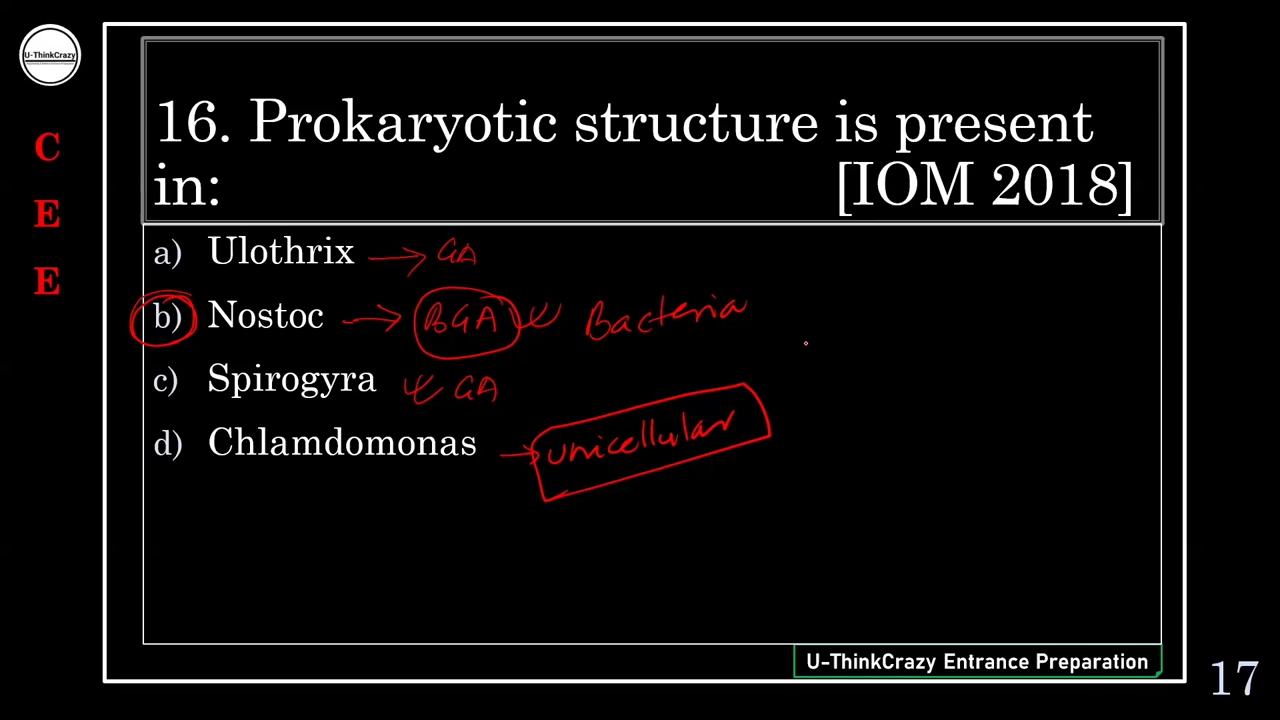 U-ThinkCrazy
C
E
E
16. Prokaryotic structure is present
in: [IOM 2018]
a) Ulothrix → GA
b) Nostoc → BGA Bacteria
c) Spirogyra GA
d) Chlamdomonas → unicellular
U-ThinkCrazy Entrance Preparation
17